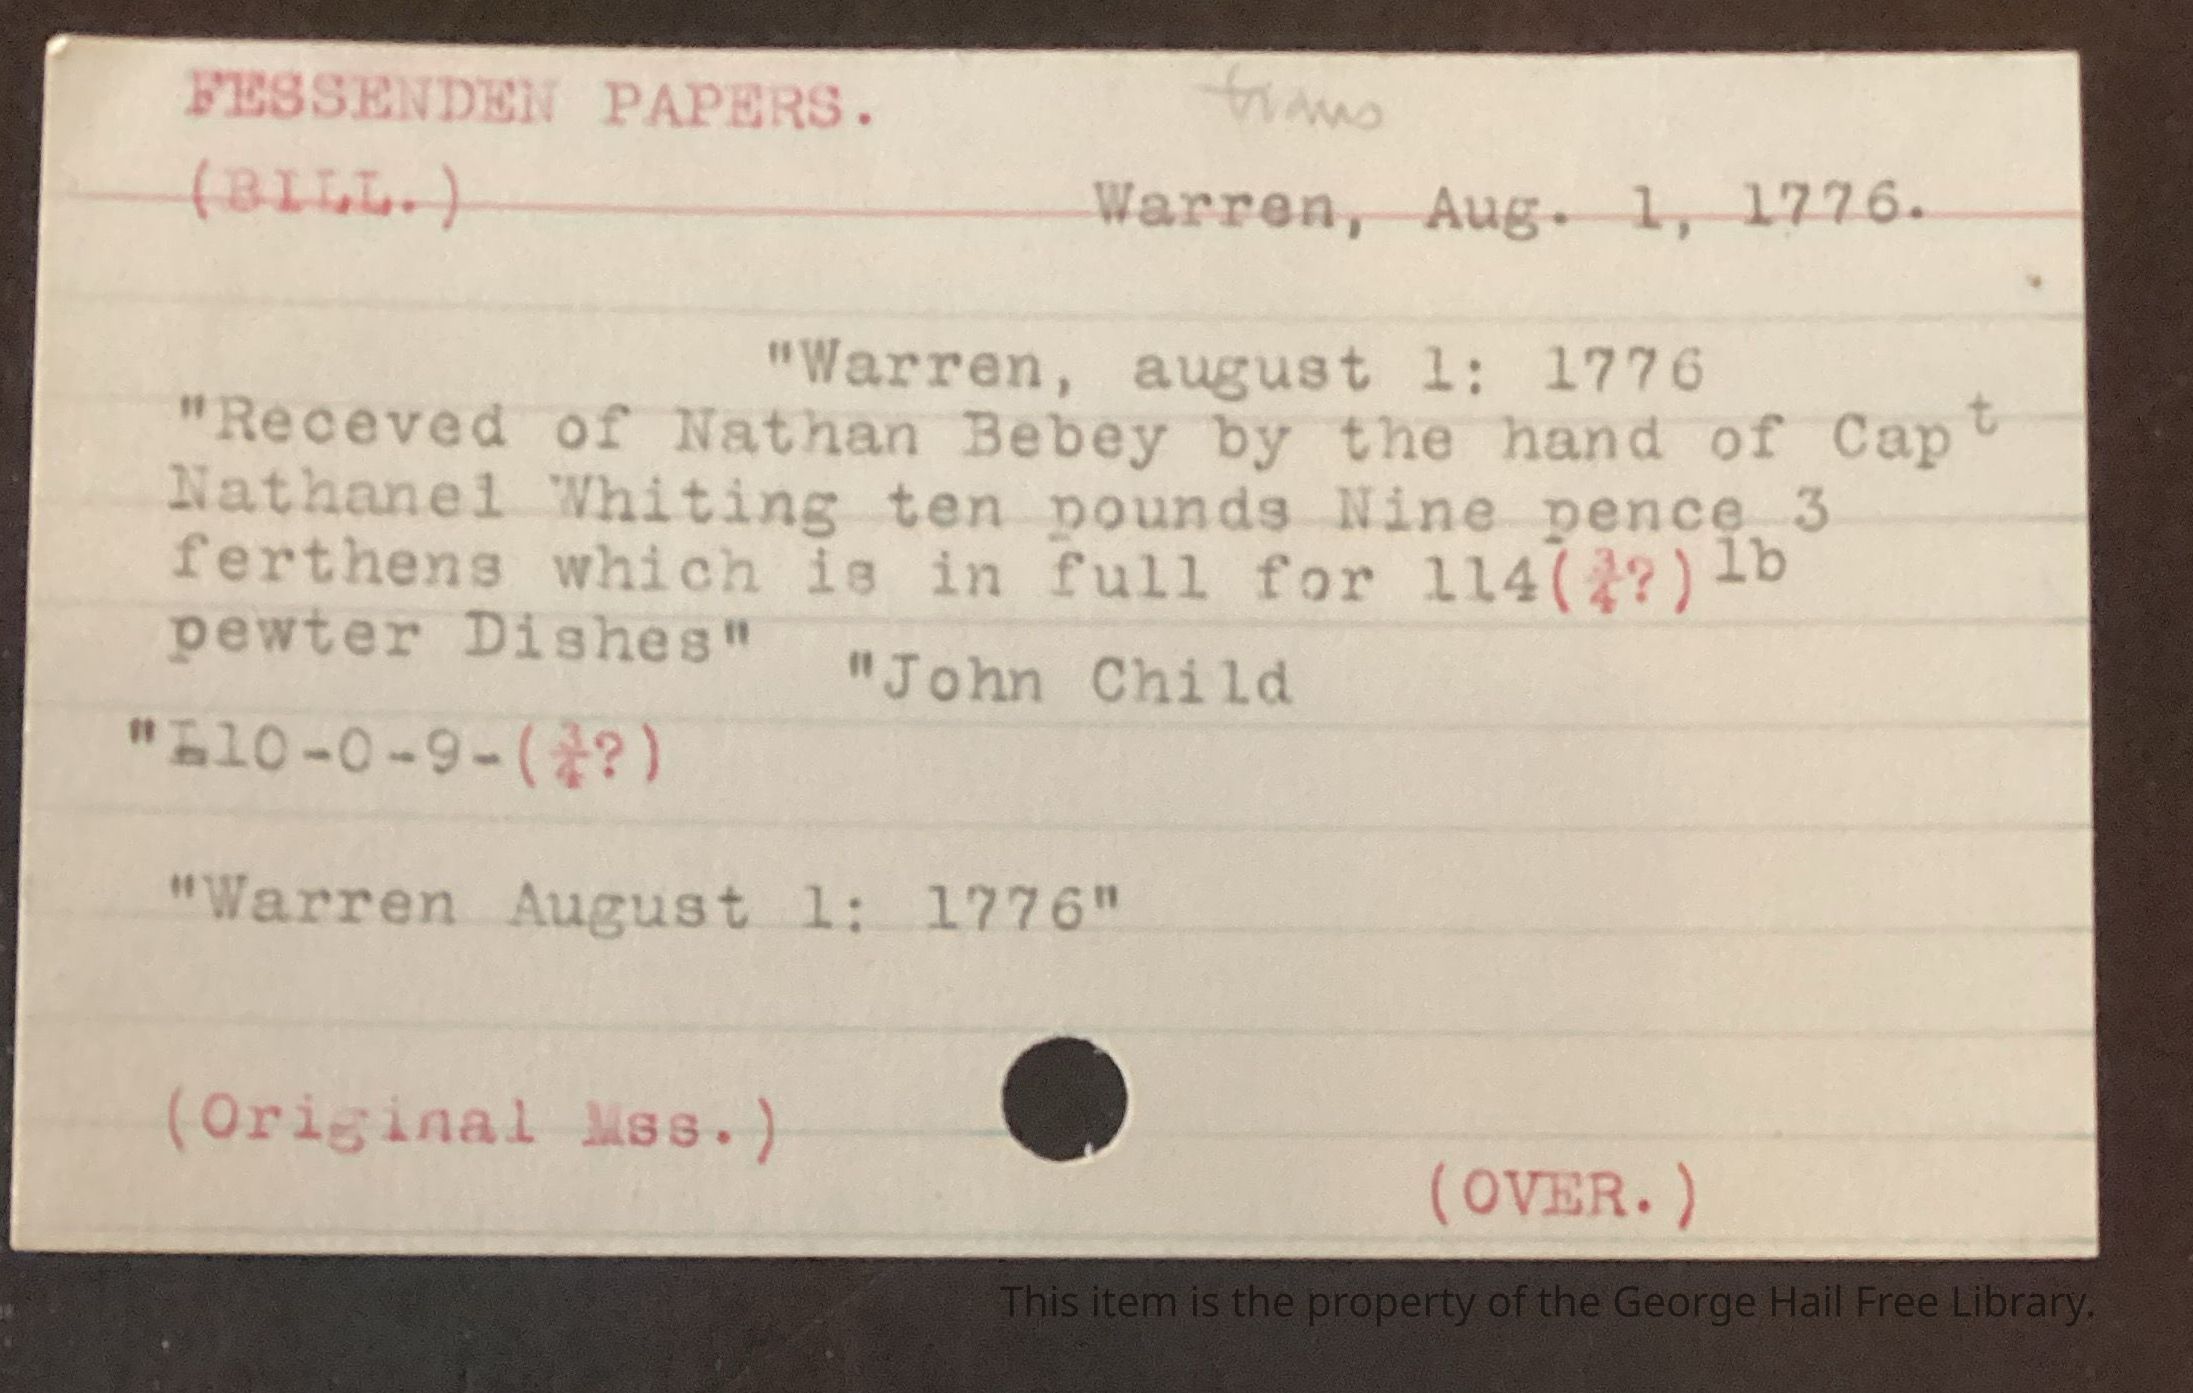 FESSENDEN PAPERS. trans
(BILL.) Warren, Aug. 1, 1776.
"Warren, august 1: 1776
"Receved of Nathan Bebey by the hand of Capt
Nathanel Whiting ten pounds Nine pence 3
ferthens which is in full for 114(3/4?) lb
pewter Dishes"
"John Child
"£10-0-9-(3/4?)
"Warren August 1: 1776"
(Original Mss.)
(OVER.)
This item is the property of the George Hail Free Library.